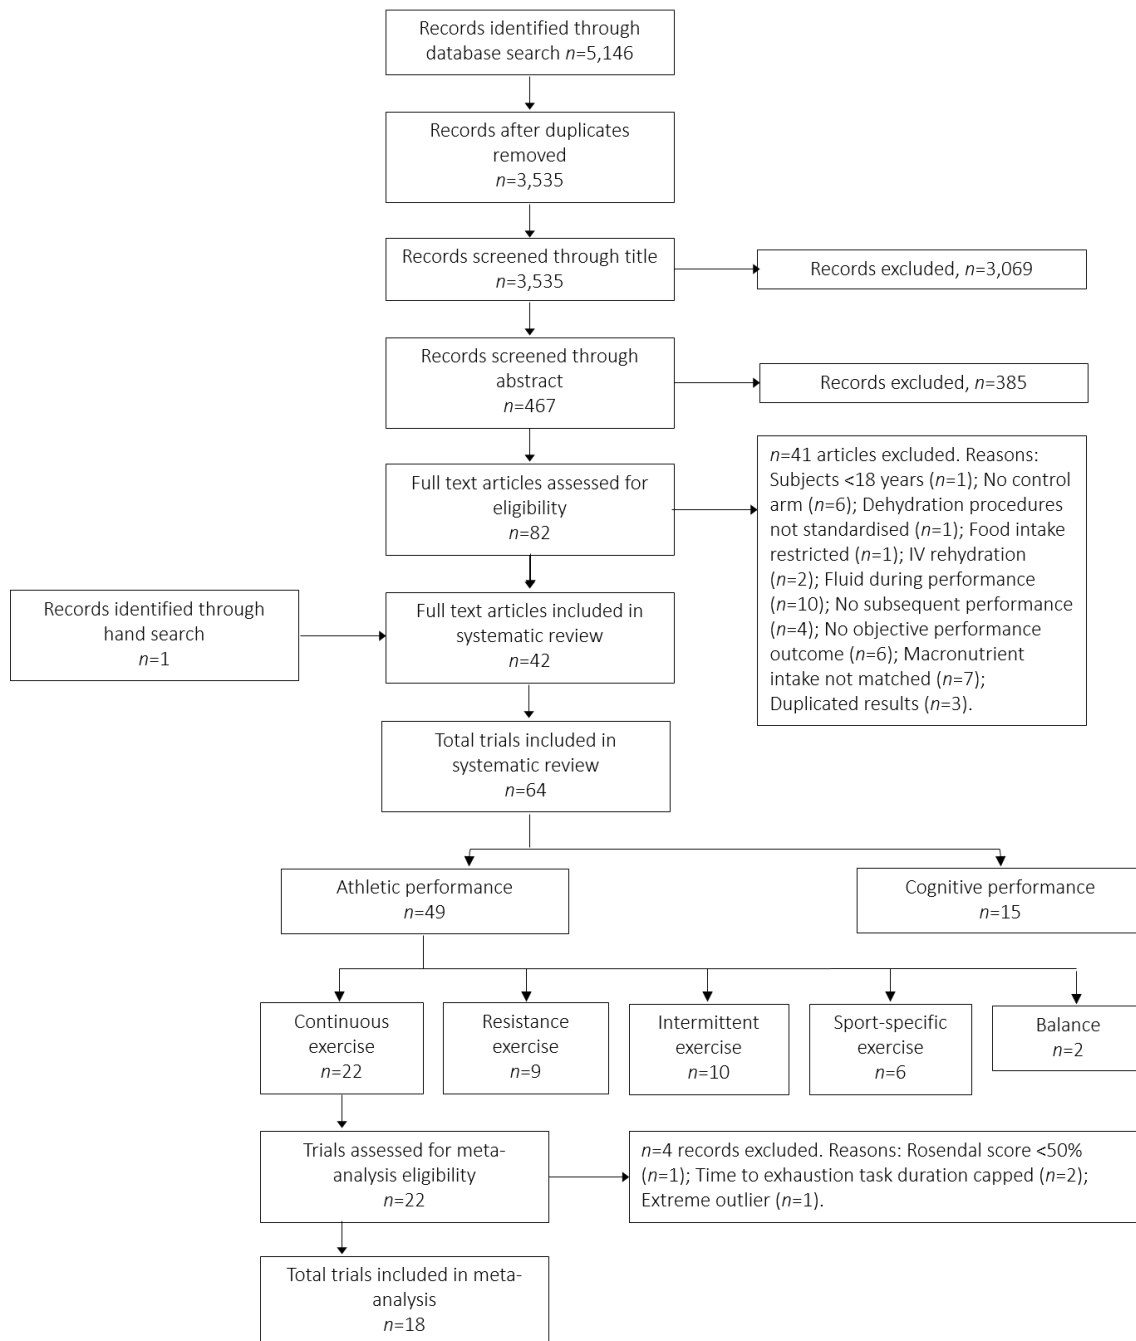 Records identified through
database search n=5,146
Records after duplicates
removed
n=3,535
Records screened through title
n=3,535
Records excluded, n=3,069
Records screened through
abstract
n=467
Records excluded, n=385
Full text articles assessed for
eligibility
n=82
n=41 articles excluded. Reasons:
Subjects <18 years (n=1); No control
arm (n=6); Dehydration procedures
not standardised (n=1); Food intake
restricted (n=1); IV rehydration
(n=2); Fluid during performance
(n=10); No subsequent performance
(n=4); No objective performance
outcome (n=6); Macronutrient
intake not matched (n=7);
Duplicated results (n=3).
Records identified through
hand search
n=1
Full text articles included in
systematic review
n=42
Total trials included in
systematic review
n=64
Athletic performance
n=49
Cognitive performance
n=15
Continuous
exercise
n=22
Resistance
exercise
n=9
Intermittent
exercise
n=10
Sport-specific
exercise
n=6
Balance
n=2
Trials assessed for meta-
analysis eligibility
n=22
n=4 records excluded. Reasons: Rosendal score <50%
(n=1); Time to exhaustion task duration capped (n=2);
Extreme outlier (n=1).
Total trials included in meta-
analysis
n=18